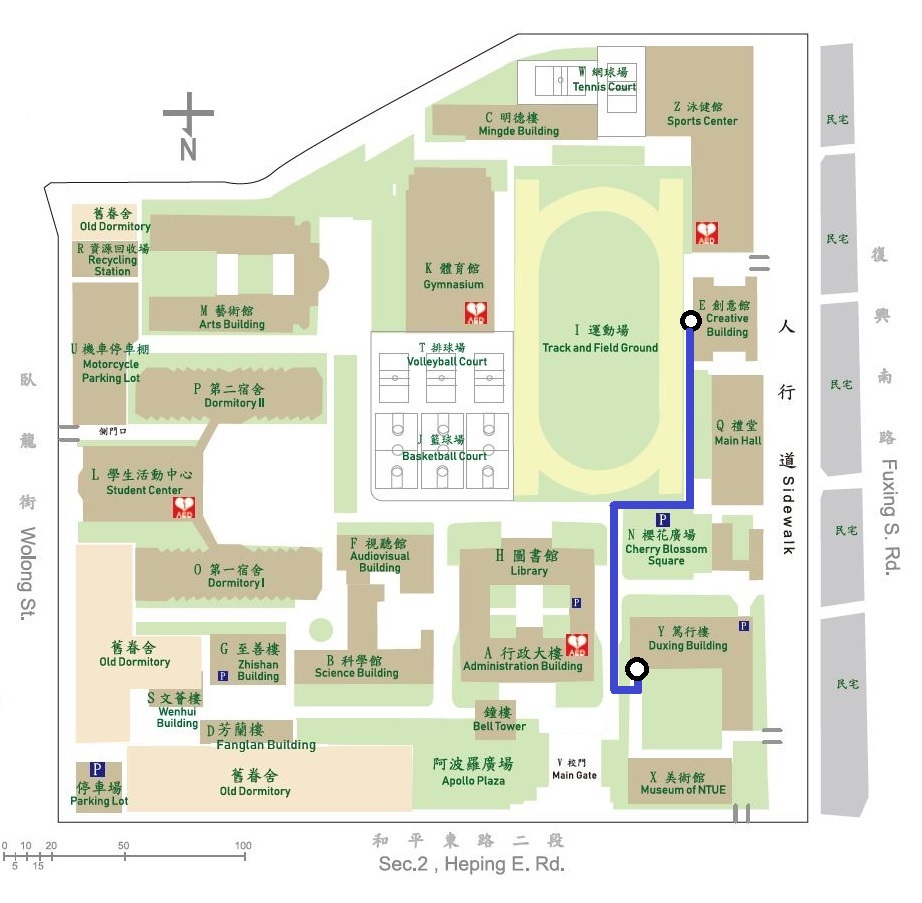 W 網球場
Tennis Court
C 明德樓
Mingde Building
Z 泳健館
Sports Center
民宅
N
舊眷舍
Old Dormitory
R 資源回收場
Recycling
Station
AED
民宅
復
興
南
路
Fuxing S. Rd.
K 體育館
Gymnasium
AED
M 藝術館
Arts Building
E 創意館
Creative
Building
I 運動場
Track and Field Ground
人
行
道 Sidewalk
U 機車停車棚
Motorcycle
Parking Lot
T 排球場
Volleyball Court
P 第二宿舍
Dormitory II
民宅
臥
龍
街
Wolong St.
側門口
J 籃球場
Basketball Court
Q 禮堂
Main Hall
L 學生活動中心
Student Center
AED
P
N 櫻花廣場
Cherry Blossom
Square
民宅
F 視聽館
Audiovisual
Building
H 圖書館
Library
P
O 第一宿舍
Dormitory I
舊眷舍
Old Dormitory
G 至善樓
Zhishan
Building
P
B 科學館
Science Building
A 行政大樓
Administration Building
AED
Y 篤行樓
Duxing Building
P
民宅
S 文薈樓
Wenhui
Building
D 芳蘭樓
Fanglan Building
鐘樓
Bell Tower
P
停車場
Parking Lot
舊眷舍
Old Dormitory
阿波羅廣場
Apollo Plaza
V 校門
Main Gate
X 美術館
Museum of NTUE
和平東路二段
Sec.2 , Heping E. Rd.
0 10 20 50 100
5 15